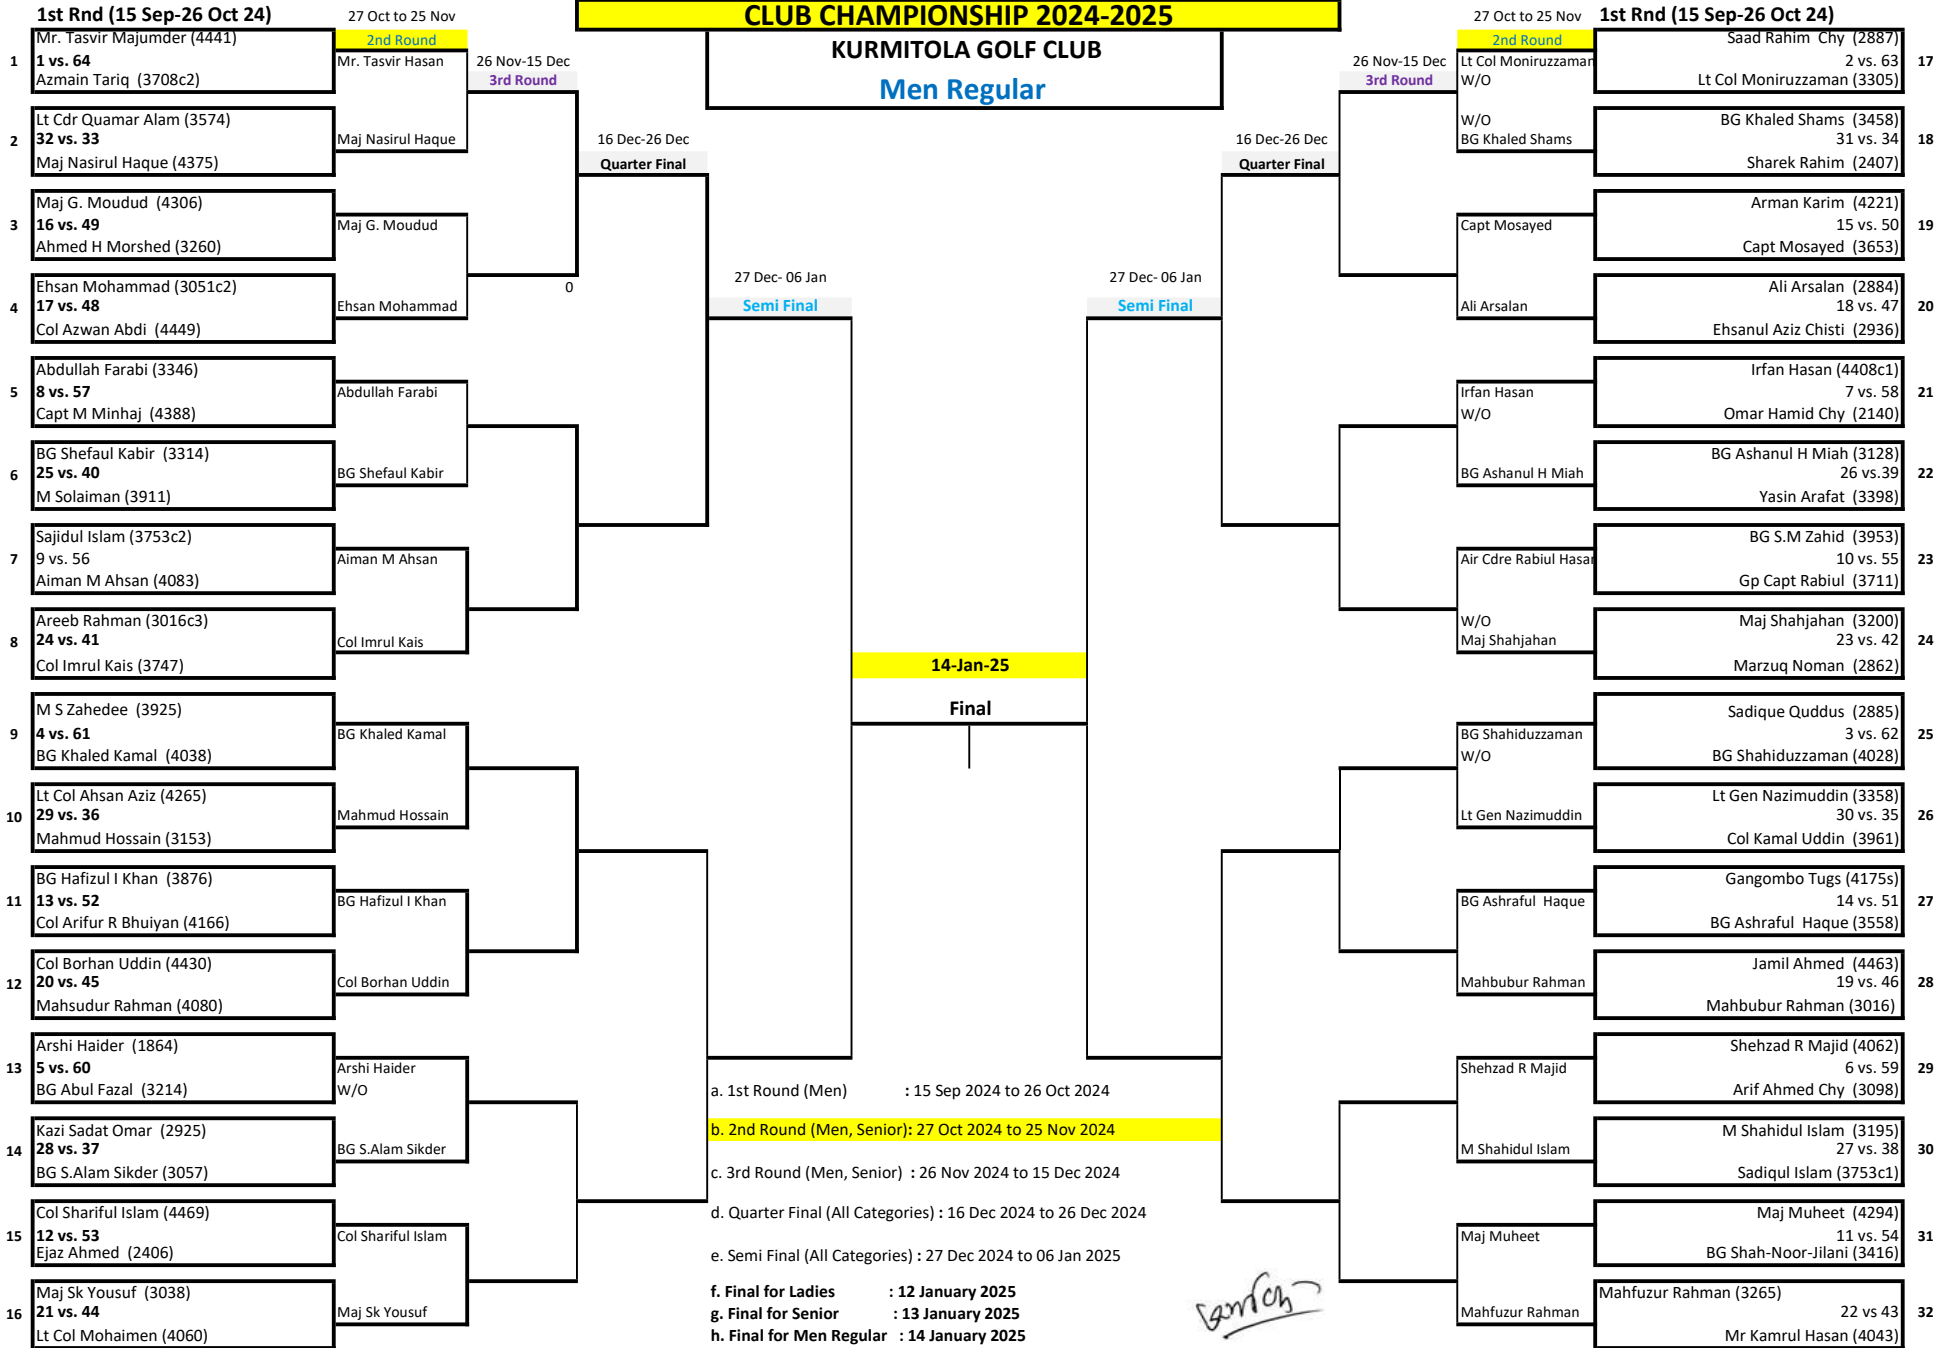 CLUB CHAMPIONSHIP 2024-2025
KURMITOLA GOLF CLUB
Men Regular
1st Rnd (15 Sep-26 Oct 24)
1
Mr. Tasvir Majumder (4441)
1 vs. 64
Azmain Tariq (3708c2)
2
Lt Cdr Quamar Alam (3574)
32 vs. 33
Maj Nasirul Haque (4375)
3
Maj G. Moudud (4306)
16 vs. 49
Ahmed H Morshed (3260)
4
Ehsan Mohammad (3051c2)
17 vs. 48
Col Azwan Abdi (4449)
5
Abdullah Farabi (3346)
8 vs. 57
Capt M Minhaj (4388)
6
BG Shefaul Kabir (3314)
25 vs. 40
M Solaiman (3911)
7
Sajidul Islam (3753c2)
9 vs. 56
Aiman M Ahsan (4083)
8
Areeb Rahman (3016c3)
24 vs. 41
Col Imrul Kais (3747)
9
M S Zahedee (3925)
4 vs. 61
BG Khaled Kamal (4038)
10
Lt Col Ahsan Aziz (4265)
29 vs. 36
Mahmud Hossain (3153)
11
BG Hafizul I Khan (3876)
13 vs. 52
Col Arifur R Bhuiyan (4166)
12
Col Borhan Uddin (4430)
20 vs. 45
Mahsudur Rahman (4080)
13
Arshi Haider (1864)
5 vs. 60
BG Abul Fazal (3214)
14
Kazi Sadat Omar (2925)
28 vs. 37
BG S.Alam Sikder (3057)
15
Col Shariful Islam (4469)
12 vs. 53
Ejaz Ahmed (2406)
16
Maj Sk Yousuf (3038)
21 vs. 44
Lt Col Mohaimen (4060)
27 Oct to 25 Nov
2nd Round
Mr. Tasvir Hasan
Maj Nasirul Haque
Maj G. Moudud
Ehsan Mohammad
Abdullah Farabi
BG Shefaul Kabir
Aiman M Ahsan
Col Imrul Kais
BG Khaled Kamal
Mahmud Hossain
BG Hafizul I Khan
Col Borhan Uddin
Arshi Haider
W/O
BG S.Alam Sikder
Col Shariful Islam
Maj Sk Yousuf
26 Nov-15 Dec
3rd Round
0
16 Dec-26 Dec
Quarter Final
27 Dec- 06 Jan
Semi Final
14-Jan-25
Final
27 Dec- 06 Jan
Semi Final
16 Dec-26 Dec
Quarter Final
26 Nov-15 Dec
3rd Round
27 Oct to 25 Nov
2nd Round
Lt Col Moniruzzaman
W/O
W/O
BG Khaled Shams
Capt Mosayed
Ali Arsalan
Irfan Hasan
W/O
BG Ashanul H Miah
Air Cdre Rabiul Hasan
W/O
Maj Shahjahan
BG Shahiduzzaman
W/O
Lt Gen Nazimuddin
BG Ashraful Haque
Mahbubur Rahman
Shehzad R Majid
M Shahidul Islam
Maj Muheet
Mahfuzur Rahman
1st Rnd (15 Sep-26 Oct 24)
Saad Rahim Chy (2887)
2 vs. 63
Lt Col Moniruzzaman (3305)
17
BG Khaled Shams (3458)
31 vs. 34
Sharek Rahim (2407)
18
Arman Karim (4221)
15 vs. 50
Capt Mosayed (3653)
19
Ali Arsalan (2884)
18 vs. 47
Ehsanul Aziz Chisti (2936)
20
Irfan Hasan (4408c1)
7 vs. 58
Omar Hamid Chy (2140)
21
BG Ashanul H Miah (3128)
26 vs.39
Yasin Arafat (3398)
22
BG S.M Zahid (3953)
10 vs. 55
Gp Capt Rabiul (3711)
23
Maj Shahjahan (3200)
23 vs. 42
Marzuq Noman (2862)
24
Sadique Quddus (2885)
3 vs. 62
BG Shahiduzzaman (4028)
25
Lt Gen Nazimuddin (3358)
30 vs. 35
Col Kamal Uddin (3961)
26
Gangombo Tugs (4175s)
14 vs. 51
BG Ashraful Haque (3558)
27
Jamil Ahmed (4463)
19 vs. 46
Mahbubur Rahman (3016)
28
Shehzad R Majid (4062)
6 vs. 59
Arif Ahmed Chy (3098)
29
M Shahidul Islam (3195)
27 vs. 38
Sadiqul Islam (3753c1)
30
Maj Muheet (4294)
11 vs. 54
BG Shah-Noor-Jilani (3416)
31
Mahfuzur Rahman (3265)
22 vs 43
Mr Kamrul Hasan (4043)
32
a. 1st Round (Men) : 15 Sep 2024 to 26 Oct 2024
b. 2nd Round (Men, Senior): 27 Oct 2024 to 25 Nov 2024
c. 3rd Round (Men, Senior) : 26 Nov 2024 to 15 Dec 2024
d. Quarter Final (All Categories) : 16 Dec 2024 to 26 Dec 2024
e. Semi Final (All Categories) : 27 Dec 2024 to 06 Jan 2025
f. Final for Ladies : 12 January 2025
g. Final for Senior : 13 January 2025
h. Final for Men Regular : 14 January 2025